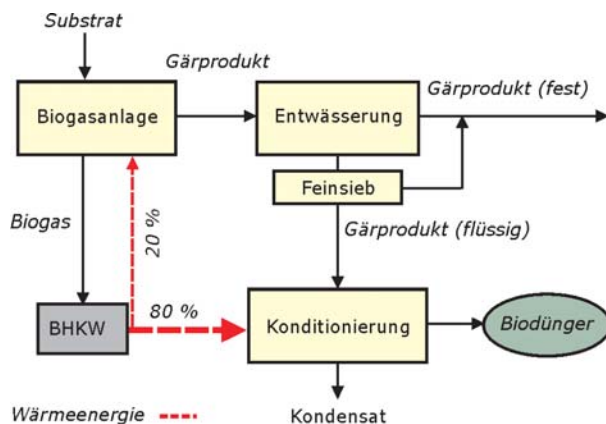 Substrat
Gärprodukt
Gärprodukt (fest)
Biogasanlage
Entwässerung
Feinsieb
Biogas
20 %
Gärprodukt (flüssig)
80 %
BHKW
Konditionierung
Biodünger
Wärmeenergie
Kondensat